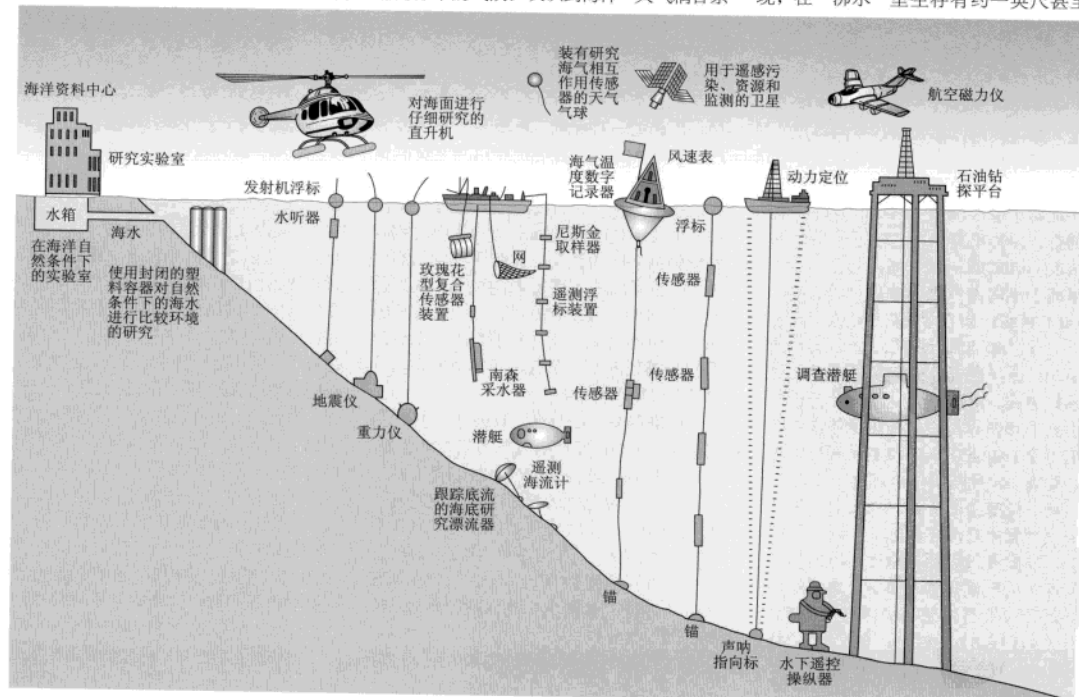 里生存有约一英尺甚至
海洋资料中心
研究实验室
水箱
海水
在海洋自
然条件下
的实验室
使用封闭的塑
料容器对自然
条件下的海水
进行比较环境
的研究
对海面进行
仔细研究的
直升机
装有研究
海气相互
作用传感
器的天气
气球
用于遥感污
染、资源和
监测的卫星
航空磁力仪
发射机浮标
水听器
地震仪
重力仪
玫瑰花
型复合
传感器
装置
网
南森
采水器
尼斯金
取样器
遥测浮
标装置
海气温
度数字
记录器
风速表
浮标
传感器
传感器
传感器
动力定位
石油钻
探平台
调查潜艇
潜艇
遥测
海流计
跟踪底流
的海底研
究漂流器
锚
锚
声呐
指向标
水下遥控
操纵器